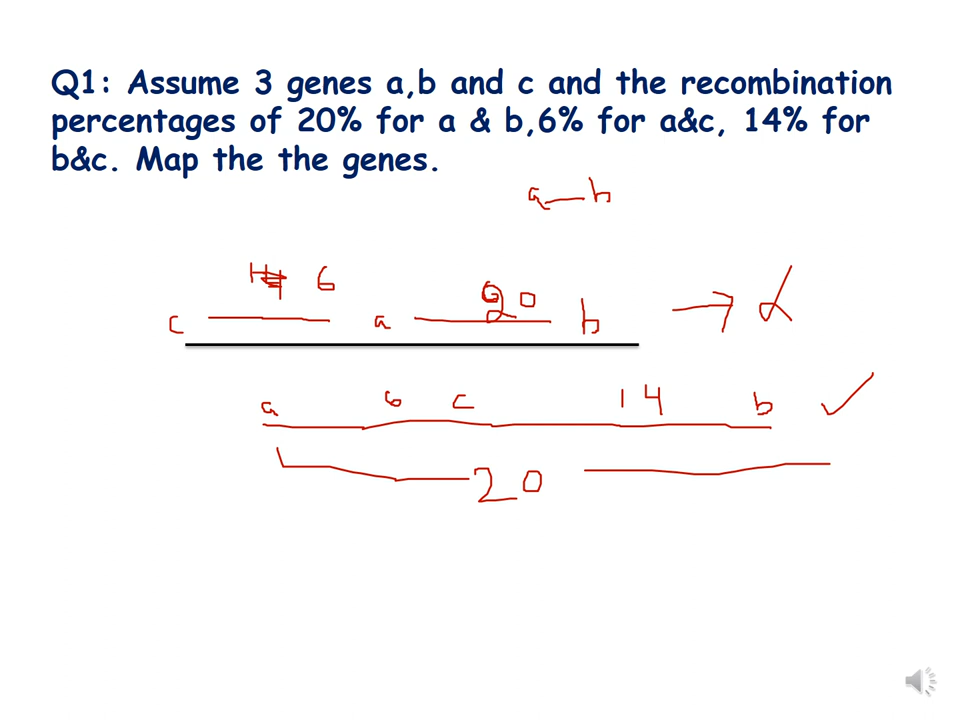 Q1: Assume 3 genes a,b and c and the recombination
percentages of 20% for a & b,6% for a&c, 14% for
b&c. Map the the genes.
a b
6 20
c a b
a 6 c 14 b
20